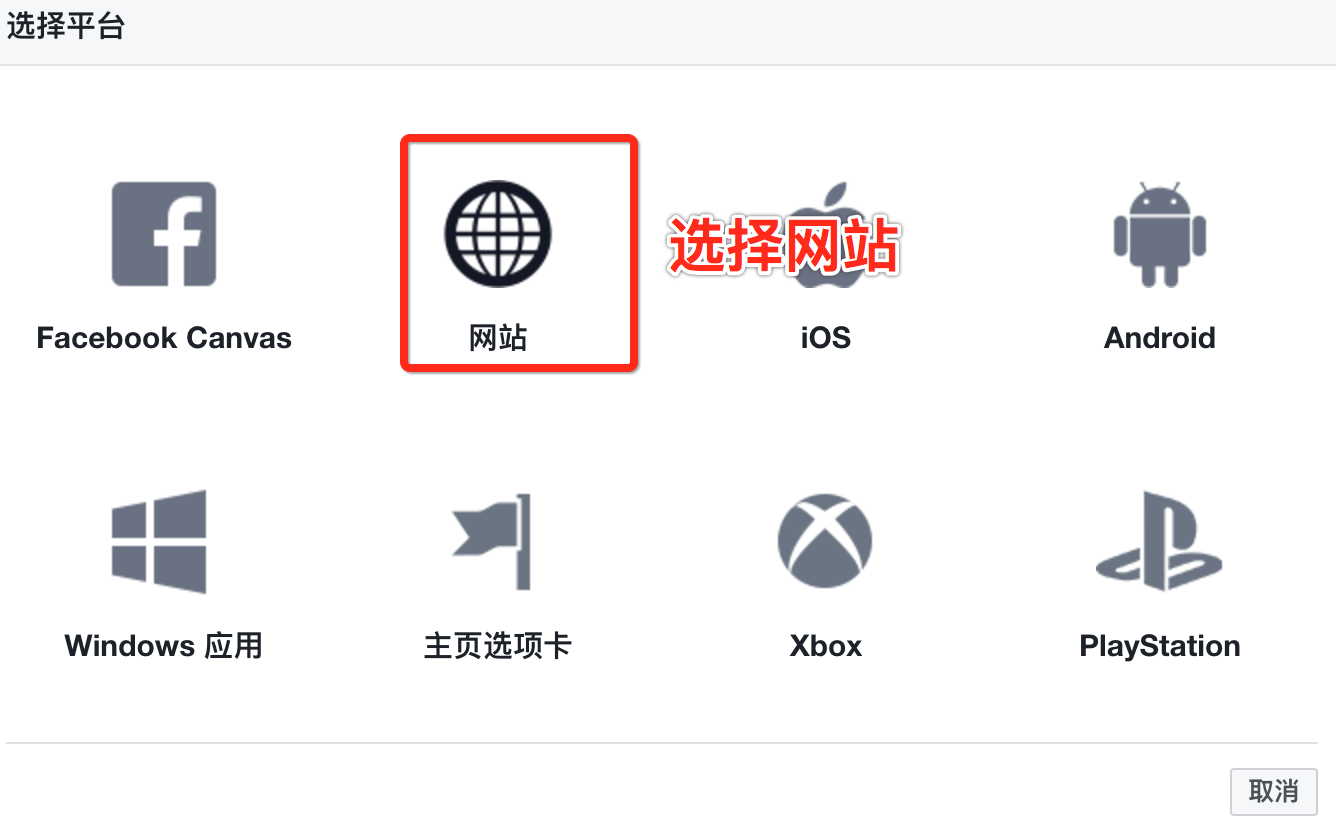 选择平台
选择网站
Facebook Canvas
网站
iOS
Android
Windows 应用
主页选项卡
Xbox
PlayStation
取消